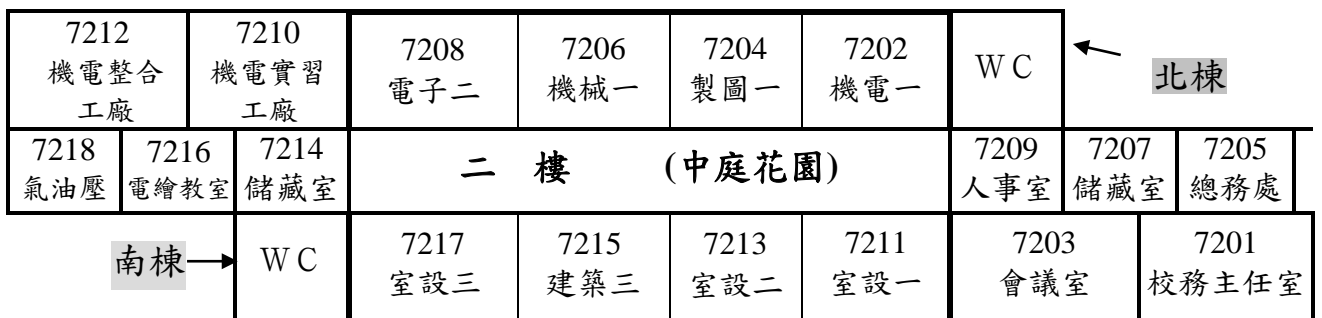 7212
機電整合
工廠
7210
機電實習
工廠
7208
電子二
7206
機械一
7204
製圖一
7202
機電一
ＷＣ
北棟
7218
氣油壓
7216
電繪教室
7214
儲藏室
二 樓 (中庭花園)
7209
人事室
7207
儲藏室
7205
總務處
南棟
ＷＣ
7217
室設三
7215
建築三
7213
室設二
7211
室設一
7203
會議室
7201
校務主任室